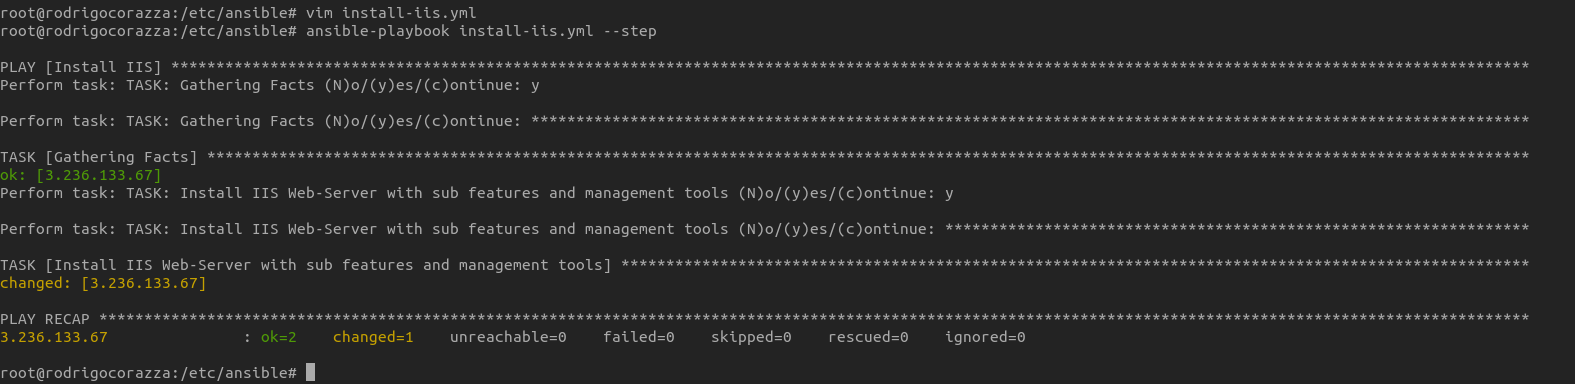 root@rodrigocorazza:/etc/ansible# vim install-iis.yml
root@rodrigocorazza:/etc/ansible# ansible-playbook install-iis.yml --step
PLAY [Install IIS] *******************************************************************************************************************************************************
Perform task: TASK: Gathering Facts (N)o/(y)es/(c)ontinue: y
Perform task: TASK: Gathering Facts (N)o/(y)es/(c)ontinue: ***************************************************************************************************************
TASK [Gathering Facts] ***************************************************************************************************************************************************
ok: [3.236.133.67]
Perform task: TASK: Install IIS Web-Server with sub features and management tools (N)o/(y)es/(c)ontinue: y
Perform task: TASK: Install IIS Web-Server with sub features and management tools (N)o/(y)es/(c)ontinue: *****************************************************************
TASK [Install IIS Web-Server with sub features and management tools] *****************************************************************************************************
changed: [3.236.133.67]
PLAY RECAP ***************************************************************************************************************************************************************
3.236.133.67               : ok=2    changed=1    unreachable=0    failed=0    skipped=0    rescued=0    ignored=0
root@rodrigocorazza:/etc/ansible#